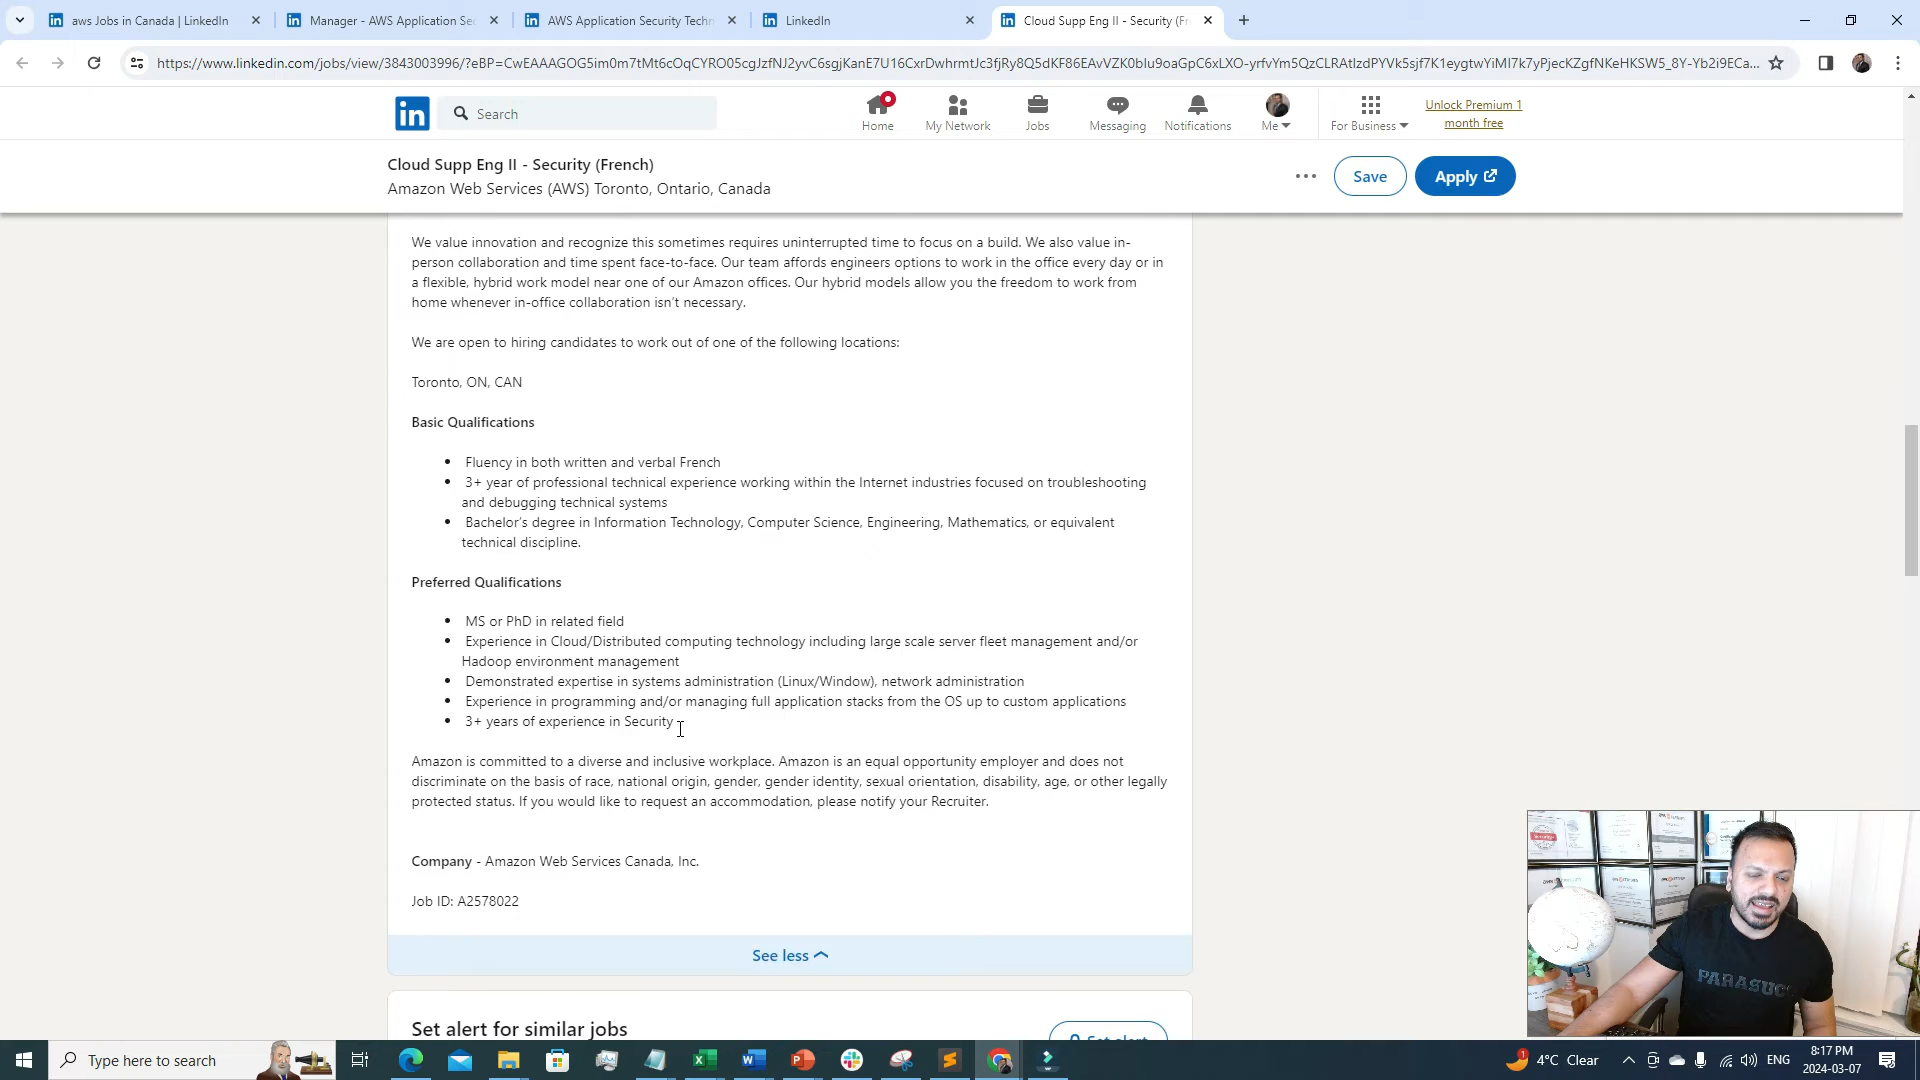 aws Jobs in Canada | LinkedIn
Manager - AWS Application Se
AWS Application Security Techn
LinkedIn
Cloud Supp Eng II - Security (Fr
https://www.linkedin.com/jobs/view/3843003996/?eBP=
in
Search
Home
My Network
Jobs
Messaging
Notifications
Me
For Business
Unlock Premium 1
month free
Cloud Supp Eng II - Security (French)
Amazon Web Services (AWS) Toronto, Ontario, Canada
Save
Apply
We value innovation and recognize this sometimes requires uninterrupted time to focus on a build. We also value in-
person collaboration and time spent face-to-face. Our team affords engineers options to work in the office every day or in
a flexible, hybrid work model near one of our Amazon offices. Our hybrid models allow you the freedom to work from
home whenever in-office collaboration isn't necessary.
We are open to hiring candidates to work out of one of the following locations:
Toronto, ON, CAN
Basic Qualifications
• Fluency in both written and verbal French
• 3+ year of professional technical experience working within the Internet industries focused on troubleshooting
and debugging technical systems
• Bachelor's degree in Information Technology, Computer Science, Engineering, Mathematics, or equivalent
technical discipline.
Preferred Qualifications
• MS or PhD in related field
• Experience in Cloud/Distributed computing technology including large scale server fleet management and/or
Hadoop environment management
• Demonstrated expertise in systems administration (Linux/Window), network administration
• Experience in programming and/or managing full application stacks from the OS up to custom applications
• 3+ years of experience in Security
Amazon is committed to a diverse and inclusive workplace. Amazon is an equal opportunity employer and does not
discriminate on the basis of race, national origin, gender, gender identity, sexual orientation, disability, age, or other legally
protected status. If you would like to request an accommodation, please notify your Recruiter.
Company - Amazon Web Services Canada, Inc.
Job ID: A2578022
See less
Set alert for similar jobs
Set alert
PARASUC
Type here to search
1
4°C Clear
ENG
8:17 PM
2024-03-07